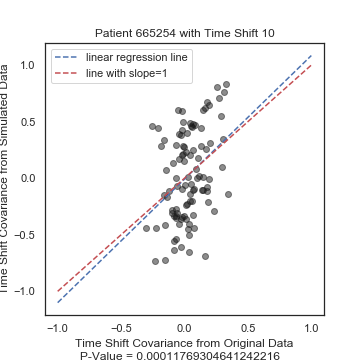 Patient 665254 with Time Shift 10
linear regression line
line with slope=1
Time Shift Covariance from Simulated Data
1.0
0.5
0.0
−0.5
−1.0
−1.0 −0.5 0.0 0.5 1.0
Time Shift Covariance from Original Data
P-Value = 0.00011769304641242216